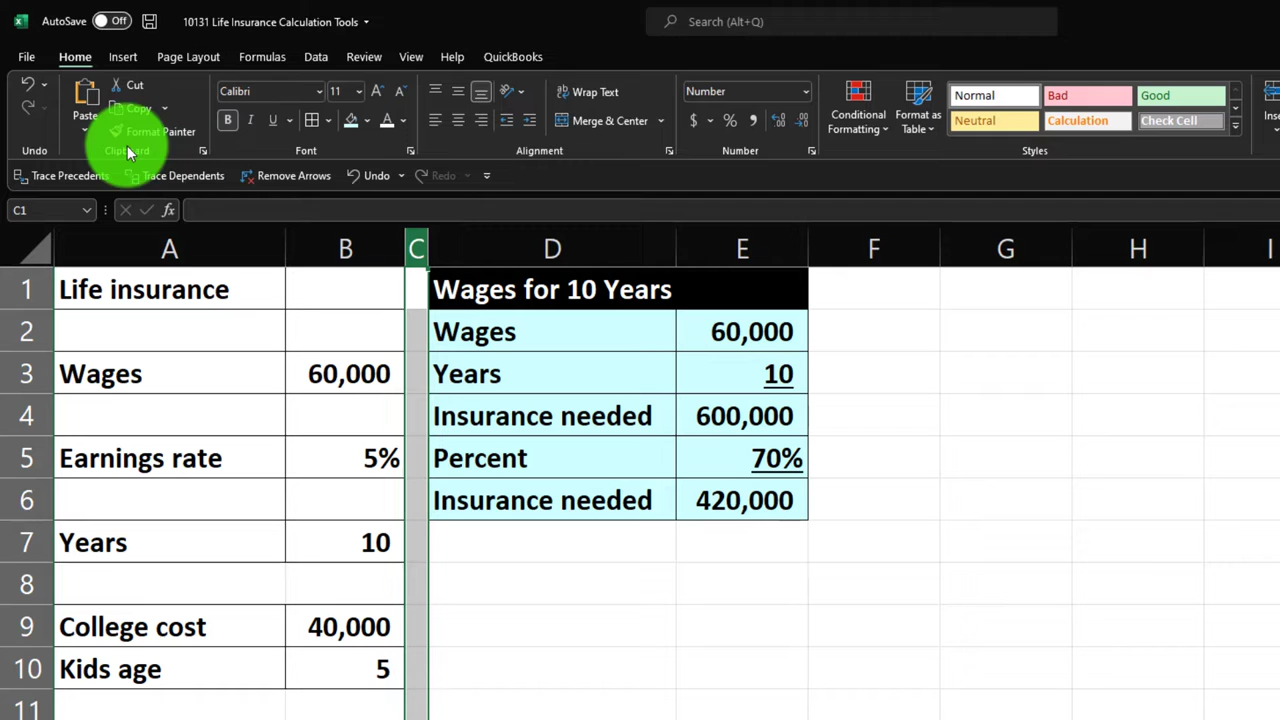 AutoSave Off 10131 Life Insurance Calculation Tools Search (Alt+Q)
File Home Insert Page Layout Formulas Data Review View Help QuickBooks
Cut
Copy
Paste
Format Painter
Undo Clipboard
Calibri 11
B I U A
Font
Wrap Text
Merge & Center
Alignment
Number
$ %
Number
Conditional Formatting
Format as Table
Normal Bad Good
Neutral Calculation Check Cell
Styles
Trace Precedents Trace Dependents Remove Arrows Undo Redo
C1 fx
A B C D E F G H I
1 Life insurance Wages for 10 Years
2 Wages 60,000
3 Wages 60,000 Years 10
4 Insurance needed 600,000
5 Earnings rate 5% Percent 70%
6 Insurance needed 420,000
7 Years 10
8
9 College cost 40,000
10 Kids age 5
11